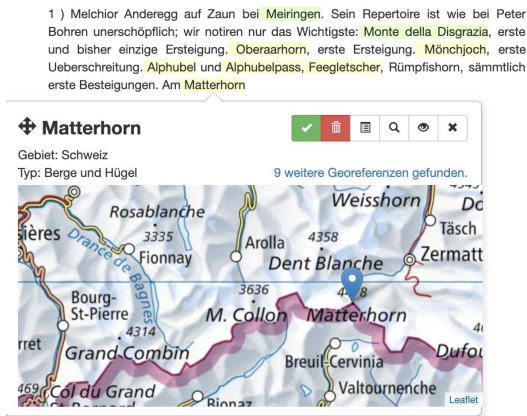 1 ) Melchior Anderegg auf Zaun bei Meiringen. Sein Repertoire ist wie bei Peter
Bohren unerschöpflich; wir notiren nur das Wichtigste: Monte della Disgrazia, erste
und bisher einzige Ersteigung. Oberaarhorn, erste Ersteigung. Mönchjoch, erste
Ueberschreitung. Alphubel und Alphubelpass, Feegletscher, Rümpfishorn, sämmtlich
erste Besteigungen. Am Matterhorn
Matterhorn
Gebiet: Schweiz
Typ: Berge und Hügel
9 weitere Georeferenzen gefunden.
Weisshorn
Rosablanche
3335
Täsch
Arolla
4358
Zermatt
Fionnay
Dent Blanche
Drance de Bagnes
3636
Bourg-
St-Pierre
M. Collon
Matterhorn
4314
Grand Combin
Breuil-Cervinia
Valtournenche
Col du Grand
Bionaz
Leaflet